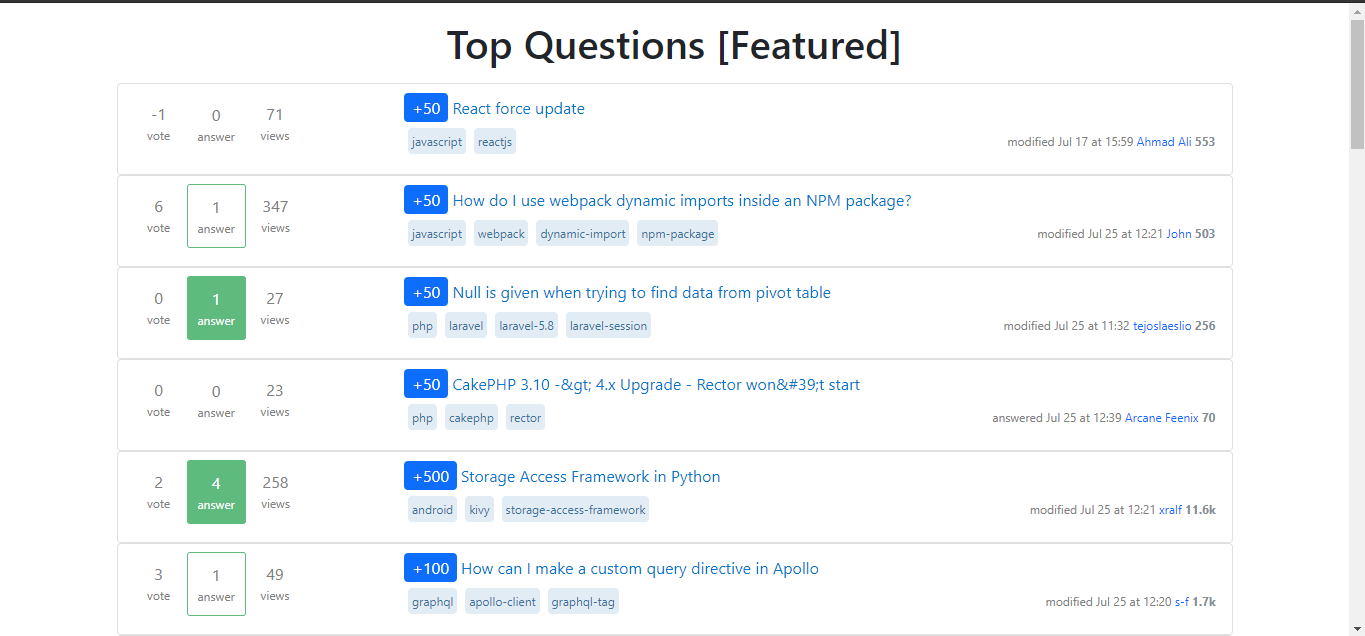 Top Questions [Featured]
-1 0 71 +50 React force update
vote answer views javascript reactjs modified Jul 17 at 15:59 Ahmad Ali 553
6 1 347 +50 How do I use webpack dynamic imports inside an NPM package?
vote answer views javascript webpack dynamic-import npm-package modified Jul 25 at 12:21 John 503
0 1 27 +50 Null is given when trying to find data from pivot table
vote answer views php laravel laravel-5.8 laravel-session modified Jul 25 at 11:32 tejoslaeslio 256
0 0 23 +50 CakePHP 3.10 -&gt; 4.x Upgrade - Rector won&#39;t start
vote answer views php cakephp rector answered Jul 25 at 12:39 Arcane Feenix 70
2 4 258 +500 Storage Access Framework in Python
vote answer views android kivy storage-access-framework modified Jul 25 at 12:21 xralf 11.6k
3 1 49 +100 How can I make a custom query directive in Apollo
vote answer views graphql apollo-client graphql-tag modified Jul 25 at 12:20 s-f 1.7k